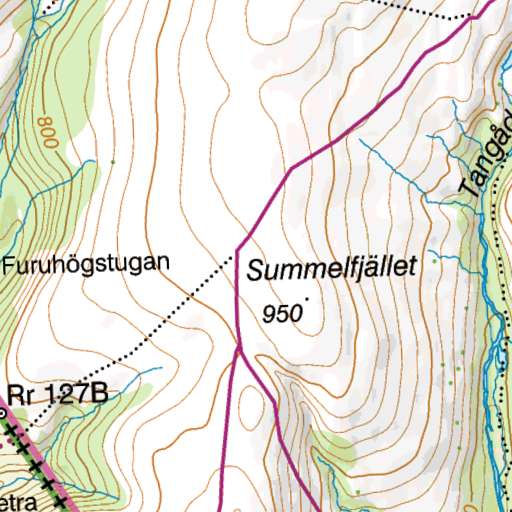 800
Tangåd
Furuhögstugan
Summelfjället
950
Rr 127B
etra